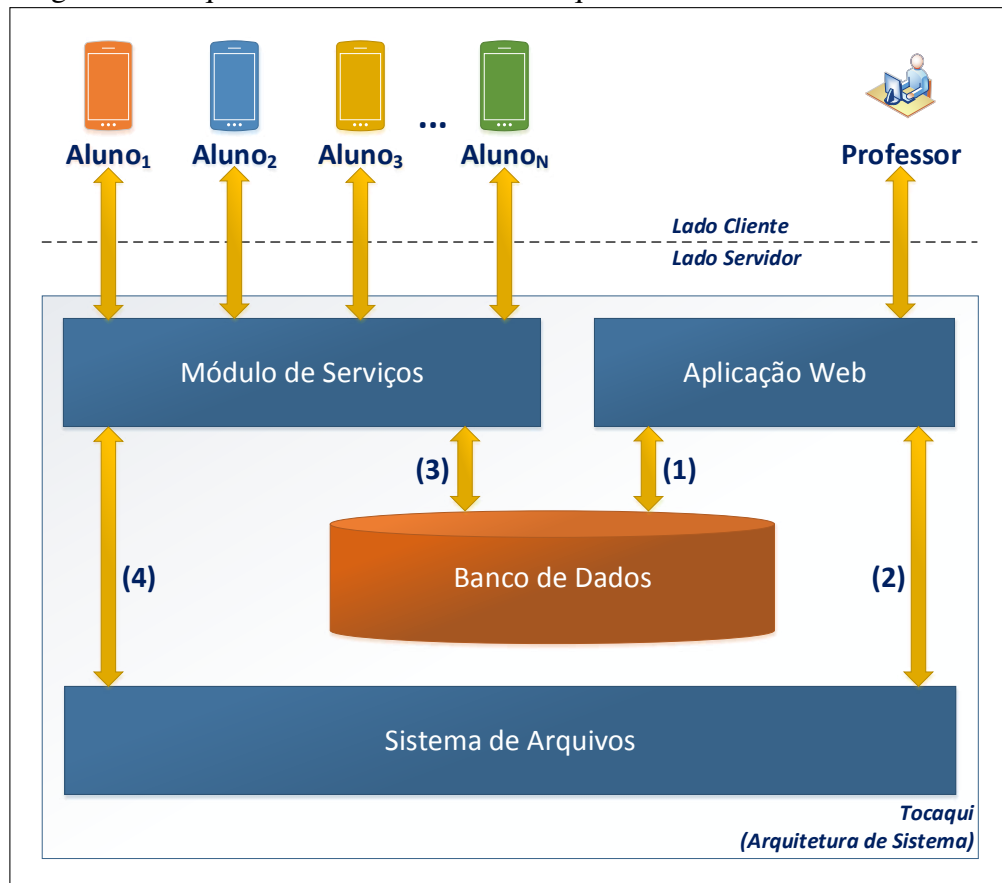 Aluno1 Aluno2 Aluno3 ... AlunoN Professor
Lado Cliente
Lado Servidor
Módulo de Serviços Aplicação Web
(3) (1)
Banco de Dados
(4) (2)
Sistema de Arquivos
Tocaqui
(Arquitetura de Sistema)